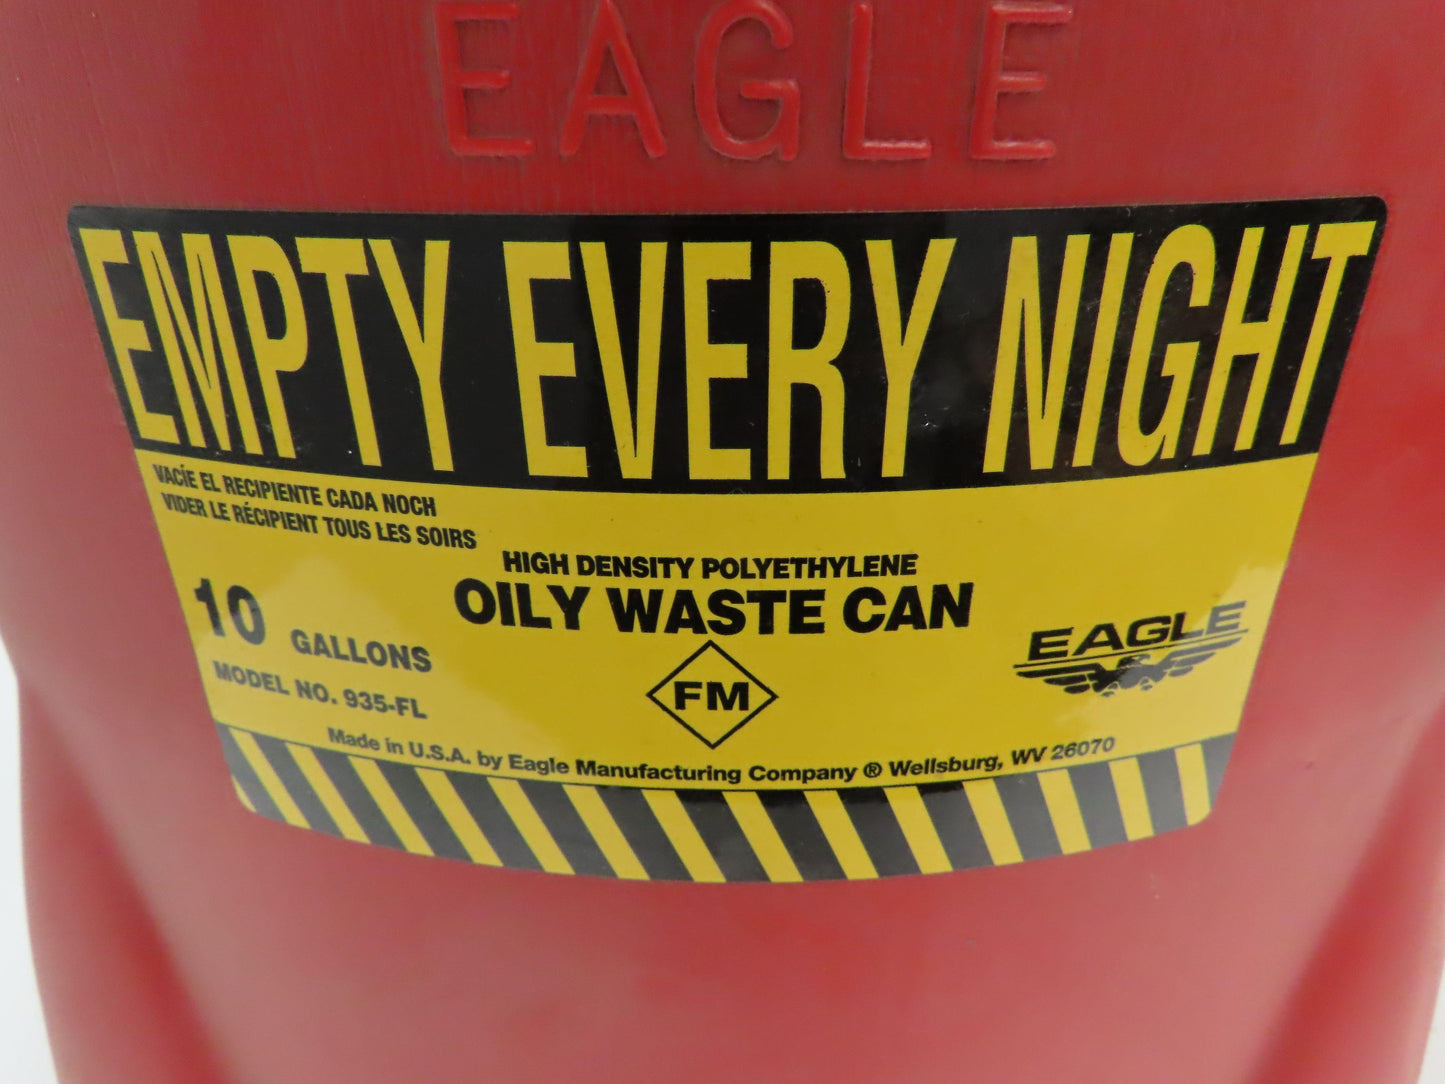 EAGLE
EMPTY EVERY NIGHT
VACÍE EL RECIPIENTE CADA NOCH
VIDER LE RÉCIPIENT TOUS LES SOIRS
HIGH DENSITY POLYETHYLENE
OILY WASTE CAN
10 GALLONS
MODEL NO. 935-FL
FM
EAGLE
Made in U.S.A. by Eagle Manufacturing Company ® Wellsburg, WV 26070